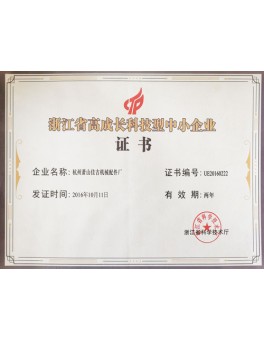 浙江省高成长科技型中小企业
证书
企业名称：杭州萧山佳吉机械配件厂 证书编号：UE20160222
发证时间：2016年10月11日 有效期：两年
浙江省科学技术厅